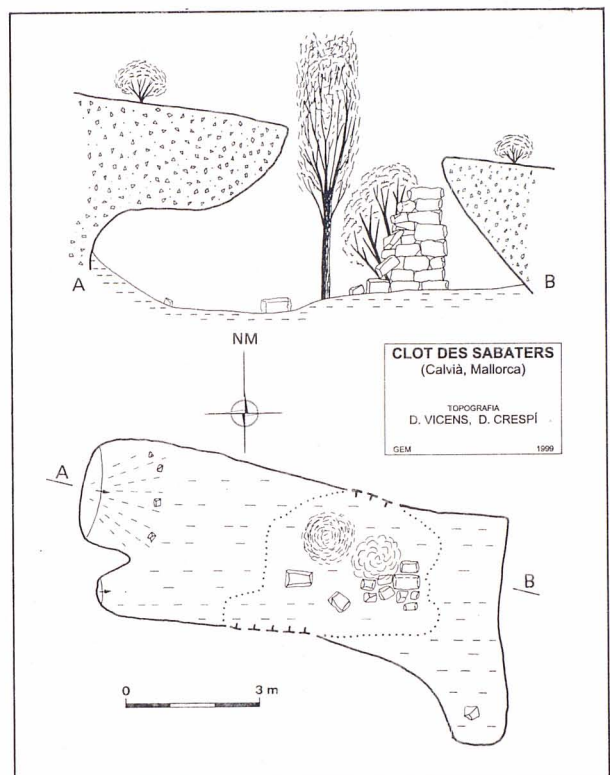 A
B
NM
CLOT DES SABATERS
(Calvià, Mallorca)
TOPOGRAFIA
D. VICENS, D. CRESPÍ
GEM 1999
A
B
0 3 m